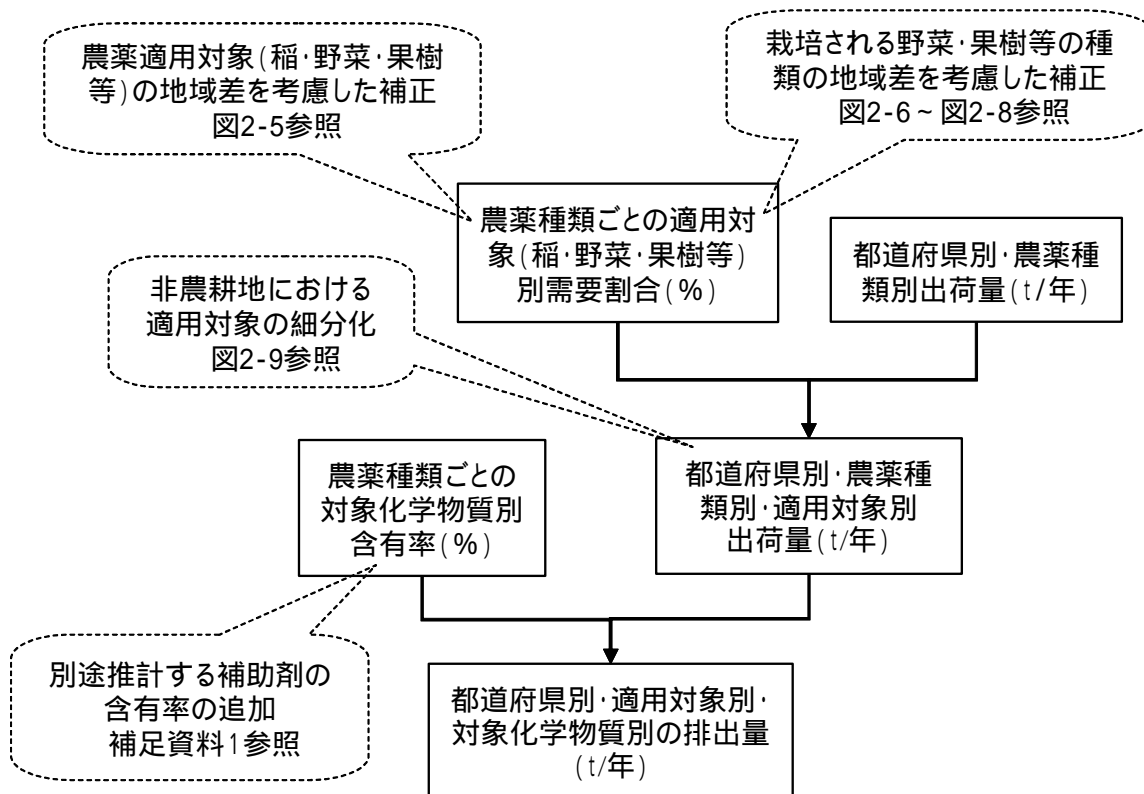 農薬適用対象(稲・野菜・果樹
等)の地域差を考慮した補正
図2-5参照
栽培される野菜・果樹等の種
類の地域差を考慮した補正
図2-6~図2-8参照
農薬種類ごとの適用対
象(稲・野菜・果樹等)
別需要割合(%)
都道府県別・農薬種
類別出荷量(t/年)
非農耕地における
適用対象の細分化
図2-9参照
農薬種類ごとの
対象化学物質別
含有率(%)
都道府県別・農薬種
類別・適用対象別
出荷量(t/年)
別途推計する補助剤の
含有率の追加
補足資料1参照
都道府県別・適用対象別・
対象化学物質別の排出量
(t/年)